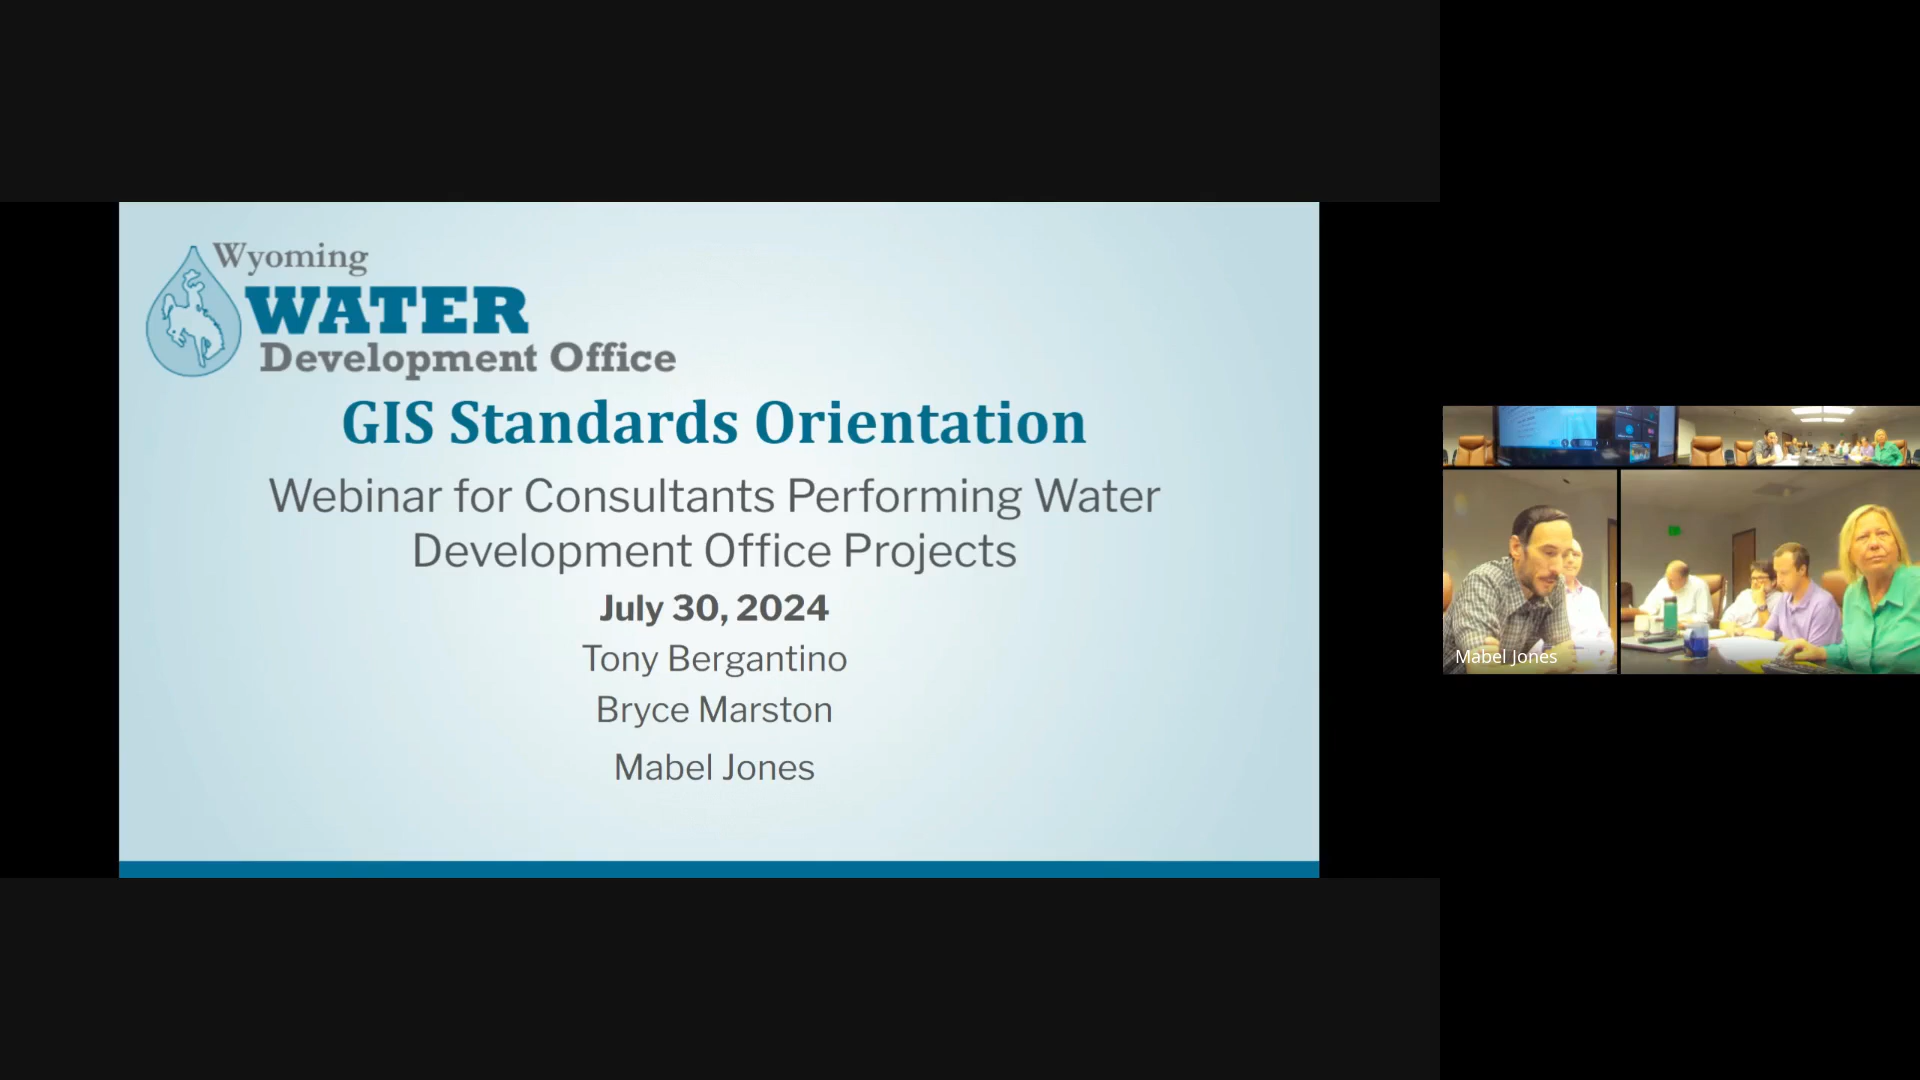 Wyoming
WATER
Development Office
GIS Standards Orientation
Webinar for Consultants Performing Water
Development Office Projects
July 30, 2024
Tony Bergantino
Bryce Marston
Mabel Jones
Mabel Jones